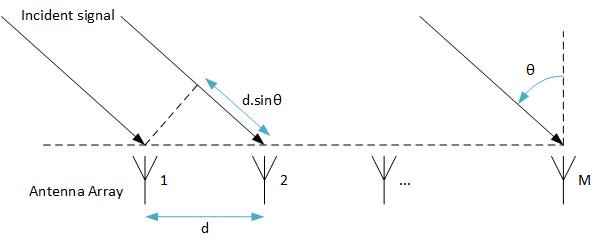 Incident signal
θ
d.sinθ
1
2
...
M
Antenna Array
d